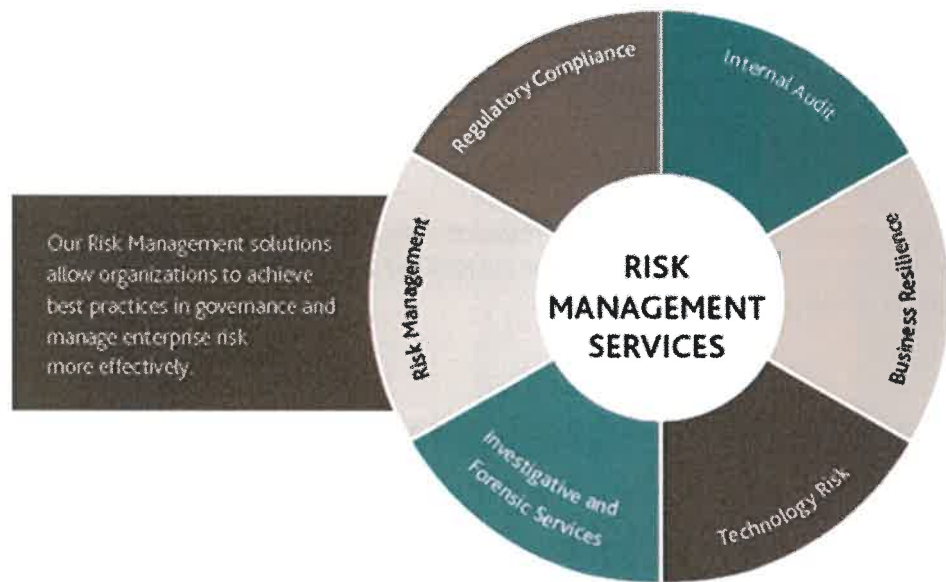 Our Risk Management solutions
allow organizations to achieve
best practices in governance and
manage enterprise risk
more effectively.
RISK
MANAGEMENT
SERVICES
Regulatory Compliance
Internal Audit
Business Resilience
Technology Risk
Investigative and
Forensic Services
Risk Management